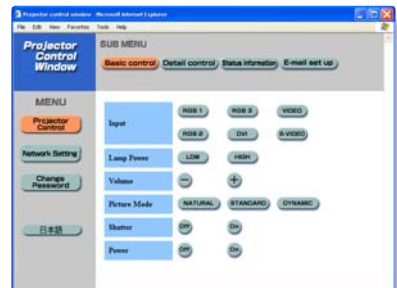 Projector control window - Microsoft Internet Explorer
File Edit View Favorites Tools Help
Projector
Control
Window
SUB MENU
Basic control
Detail control
Status information
E-mail set up
MENU
Projector
Control
Network Setting
Change
Password
日本語
Input
RGB 1
RGB 3
VIDEO
RGB 2
DVI
S-VIDEO
Lamp Power
LOW
HIGH
Volume
Picture Mode
NATURAL
STANDARD
DYNAMIC
Shutter
Off
On
Power
Off
On